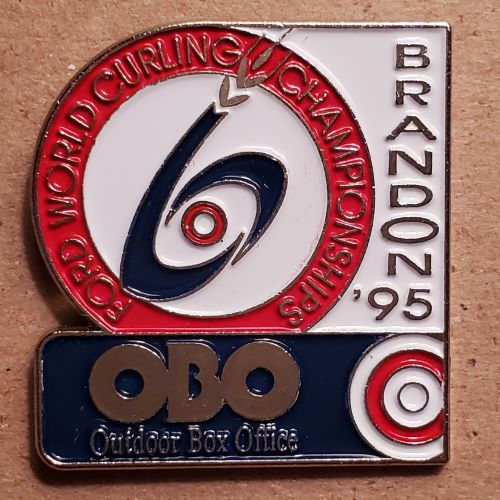 FORD WORLD CURLING CHAMPIONSHIPS
BRANDON '95
OBO
Outdoor Box Office